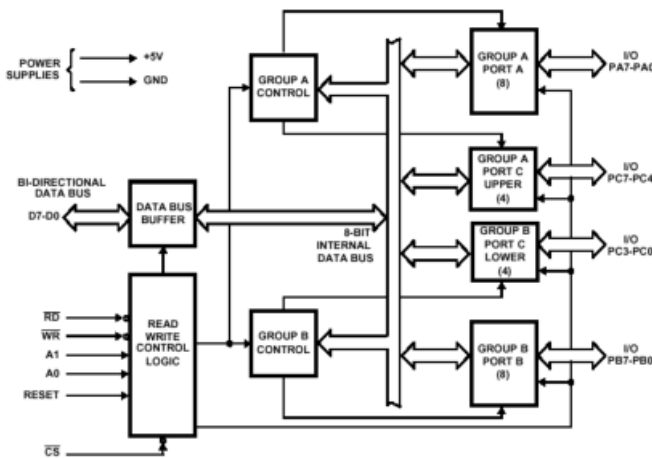 POWER
SUPPLIES
+5V
GND
GROUP A
CONTROL
GROUP A
PORT A
(8)
I/O
PA7-PA0
GROUP A
PORT C
UPPER
(4)
I/O
PC7-PC4
BI-DIRECTIONAL
DATA BUS
D7-D0
DATA BUS
BUFFER
8-BIT
INTERNAL
DATA BUS
GROUP B
PORT C
LOWER
(4)
I/O
PC3-PC0
RD
WR
A1
A0
RESET
CS
READ
WRITE
CONTROL
LOGIC
GROUP B
CONTROL
GROUP B
PORT B
(8)
I/O
PB7-PB0